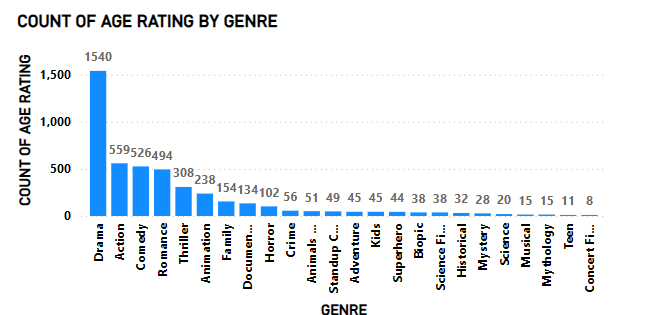 COUNT OF AGE RATING BY GENRE
COUNT OF AGE RATING
1,500
1,000
500
0
1540
559
526
494
308
238
154
134
102
56
51
49
45
45
44
38
38
32
28
20
15
15
11
8
Drama
Action
Comedy
Romance
Thriller
Animation
Family
Documen...
Horror
Crime
Animals ...
Standup C...
Adventure
Kids
Superhero
Biopic
Science Fi...
Historical
Mystery
Science
Musical
Mythology
Teen
Concert Fi...
GENRE